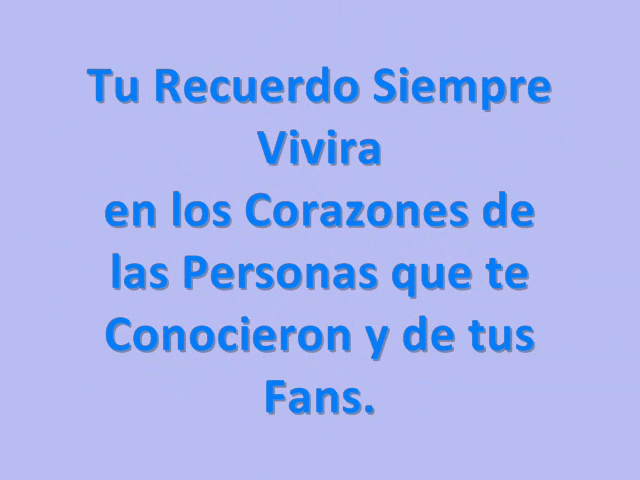 Tu Recuerdo Siempre
Vivira
en los Corazones de
las Personas que te
Conocieron y de tus
Fans.